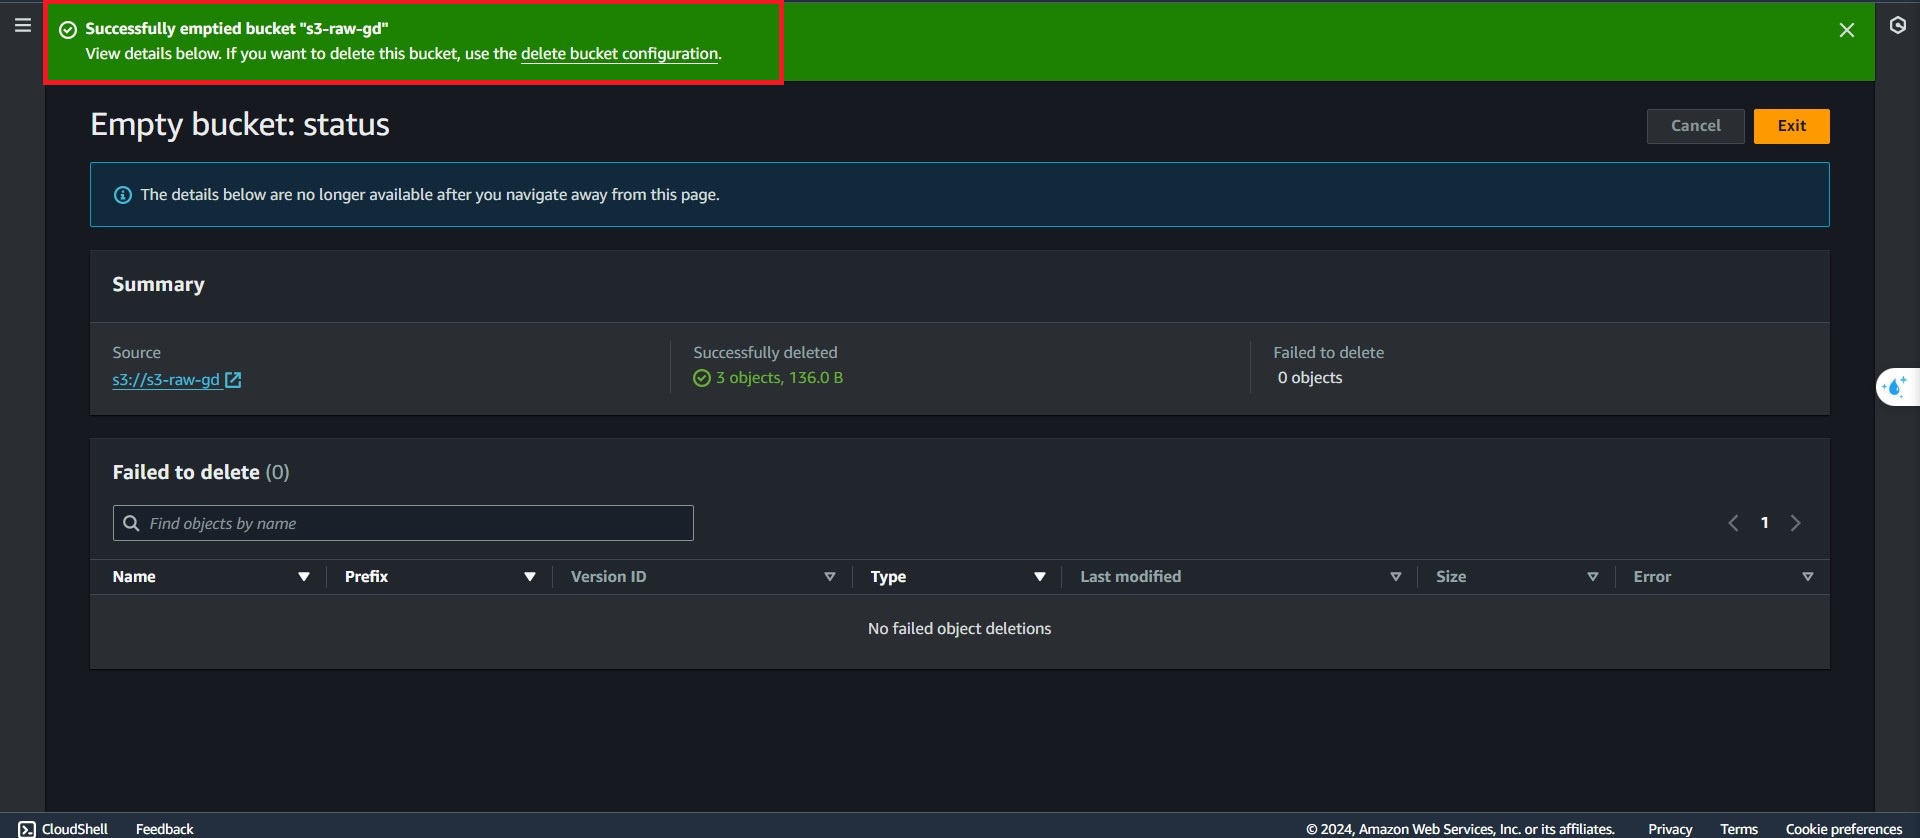 Successfully emptied bucket "s3-raw-gd"
View details below. If you want to delete this bucket, use the delete bucket configuration.
Empty bucket: status
Cancel
Exit
The details below are no longer available after you navigate away from this page.
Summary
Source
s3://s3-raw-gd
Successfully deleted
3 objects, 136.0 B
Failed to delete
0 objects
Failed to delete (0)
Find objects by name
1
Name Prefix Version ID Type Last modified Size Error
No failed object deletions
CloudShell Feedback © 2024, Amazon Web Services, Inc. or its affiliates. Privacy Terms Cookie preferences